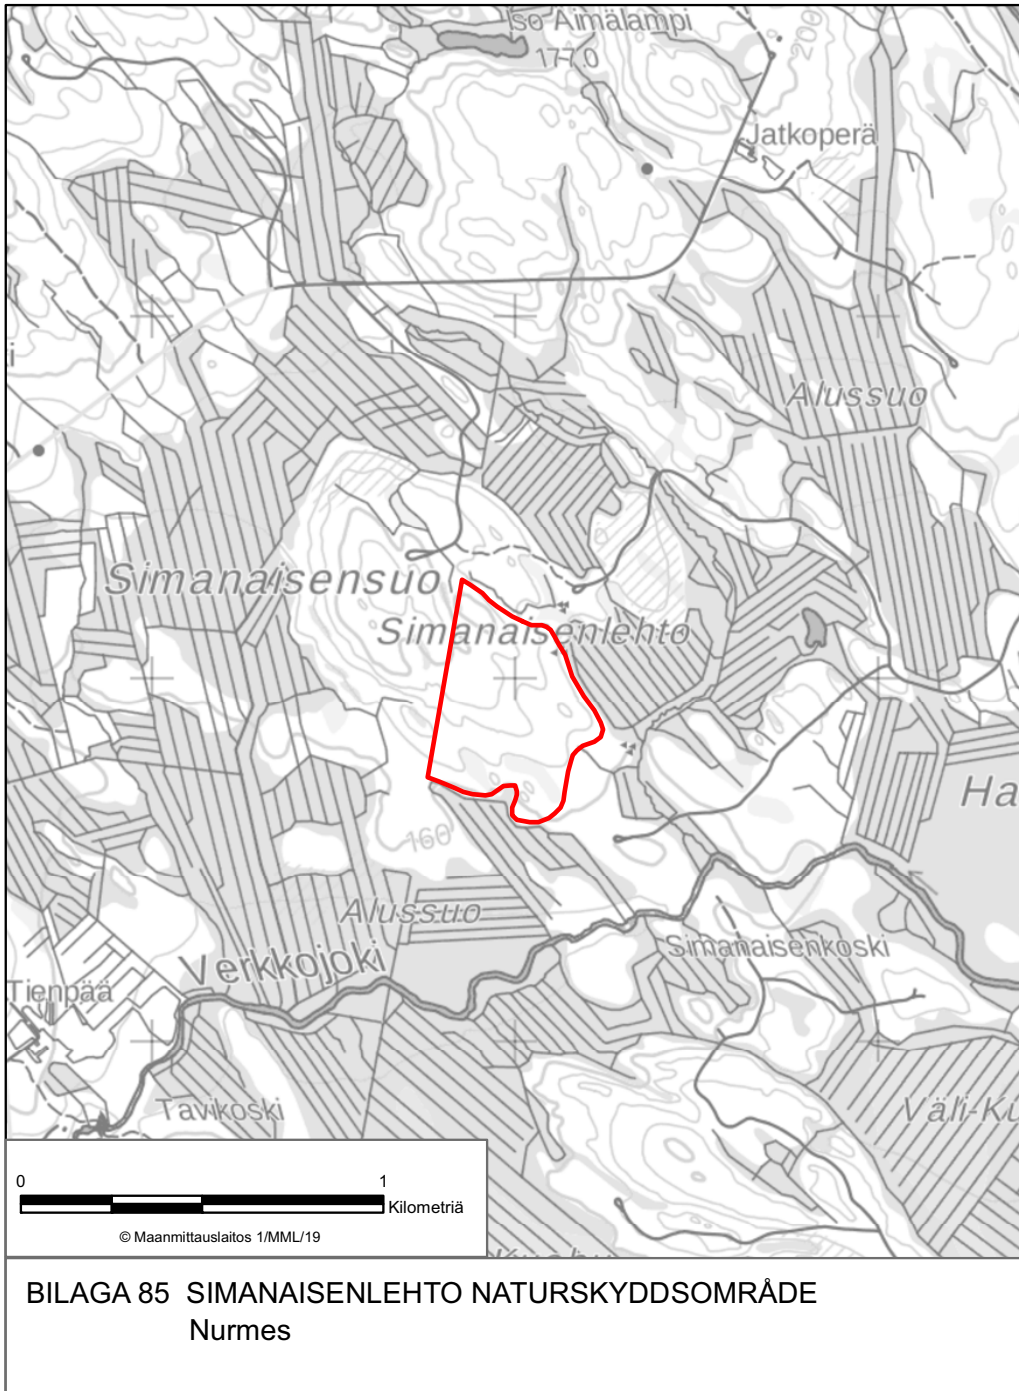 Iso Äimälampi
177.0
200
Jatkoperä
Alussuo
Simanaisensuo
Simanaisenlehto
Ha
160
Alussuo
Verkkojoki
Simanaisenkoski
Tienpää
Tavikoski
Väli-Ku
0 1
Kilometriä
© Maanmittauslaitos 1/MML/19
BILAGA 85 SIMANAISENLEHTO NATURSKYDDSOMRÅDE
Nurmes